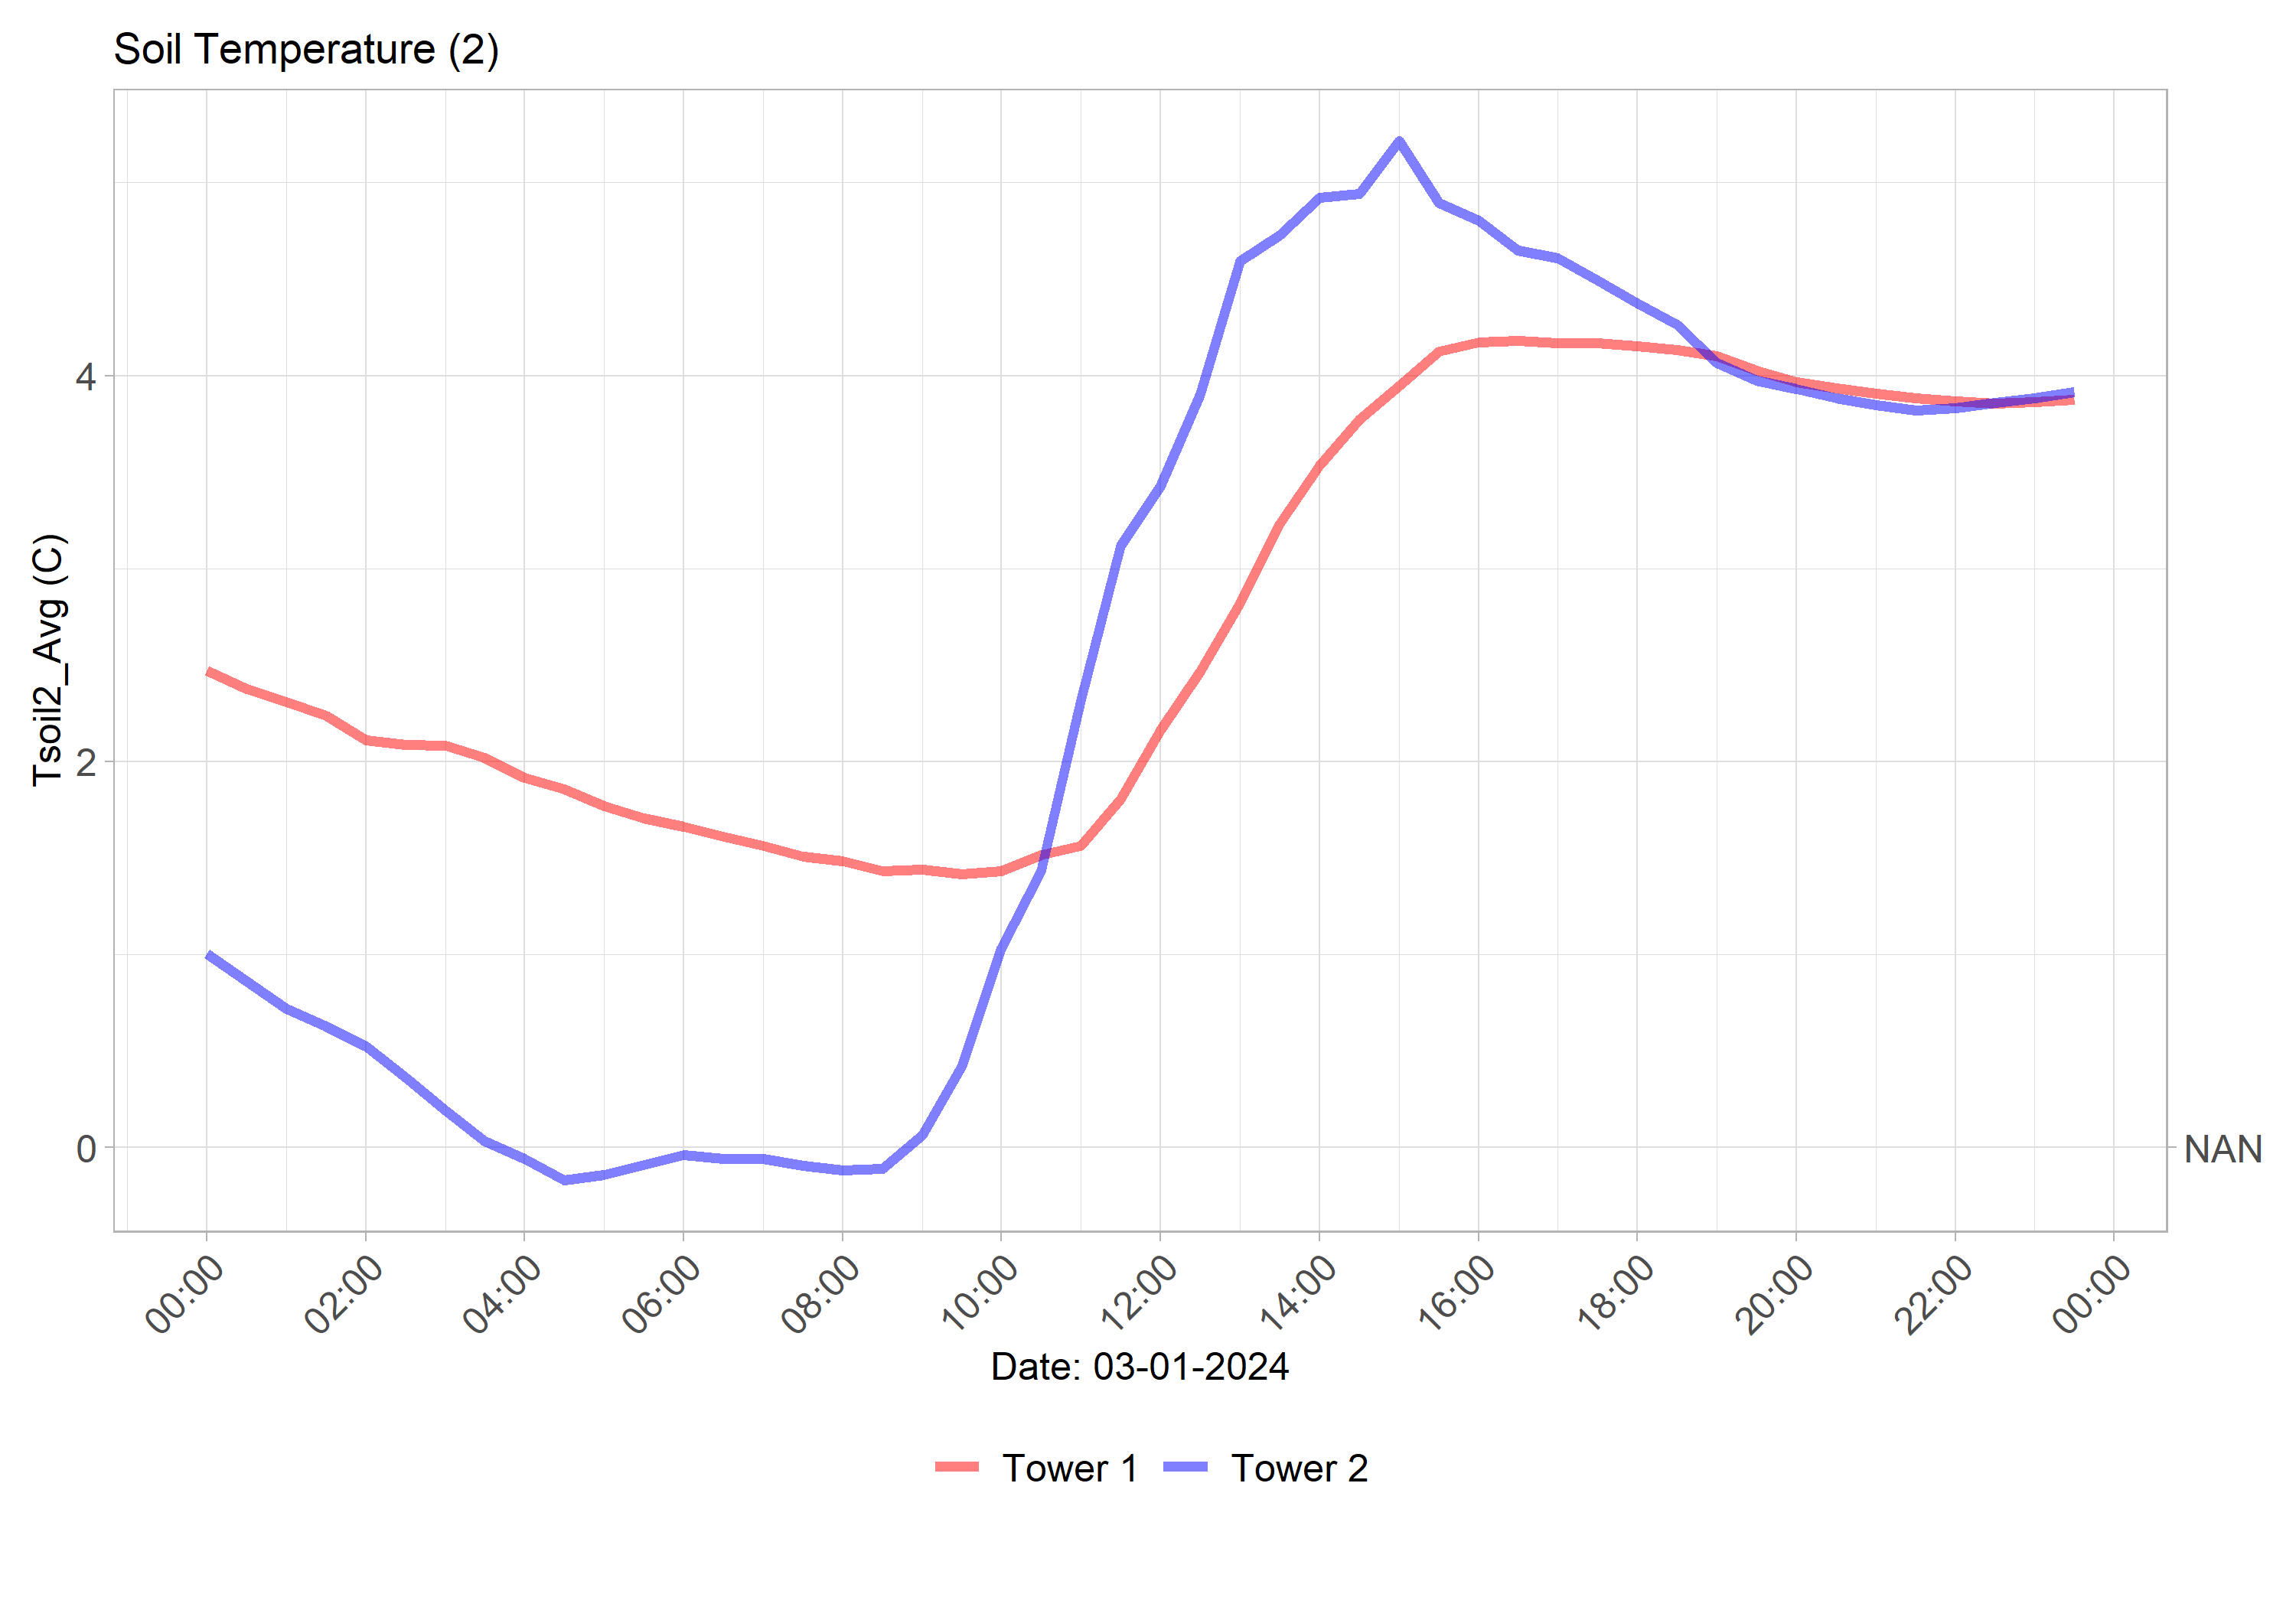 Soil Temperature (2)
Tsoil2_Avg (C)
4
2
0
NAN
00:00 02:00 04:00 06:00 08:00 10:00 12:00 14:00 16:00 18:00 20:00 22:00 00:00
Date: 03-01-2024
Tower 1 Tower 2